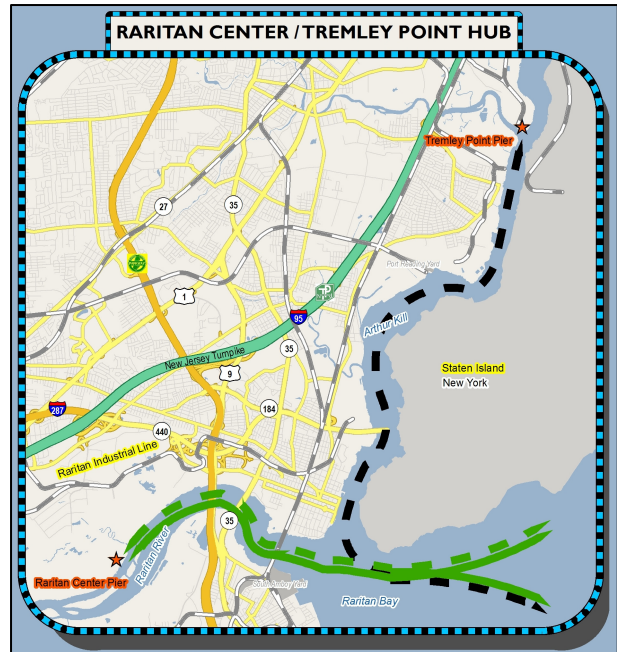 RARITAN CENTER / TREMLEY POINT HUB
Tremley Point Pier
27
35
Port Reading Yard
1
95
Arthur Kill
New Jersey Turnpike
35
9
Staten Island
New York
287
184
440
Raritan Industrial Line
35
Raritan River
Raritan Center Pier
South Amboy Yard
Raritan Bay